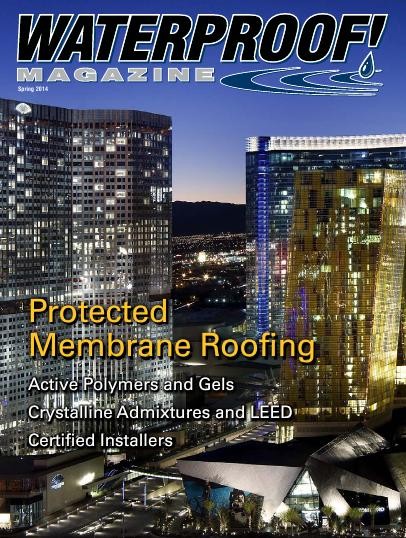 WATERPROOF!
MAGAZINE
Spring 2014
Protected
Membrane Roofing
Active Polymers and Gels
Crystalline Admixtures and LEED
Certified Installers